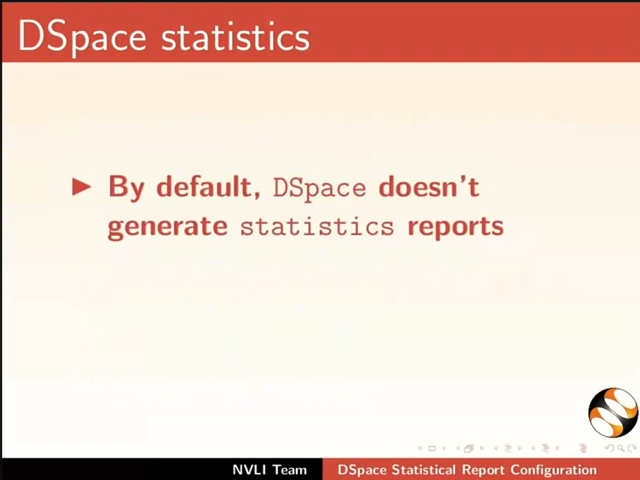 DSpace statistics
By default, DSpace doesn't
generate statistics reports
NVLI Team DSpace Statistical Report Configuration